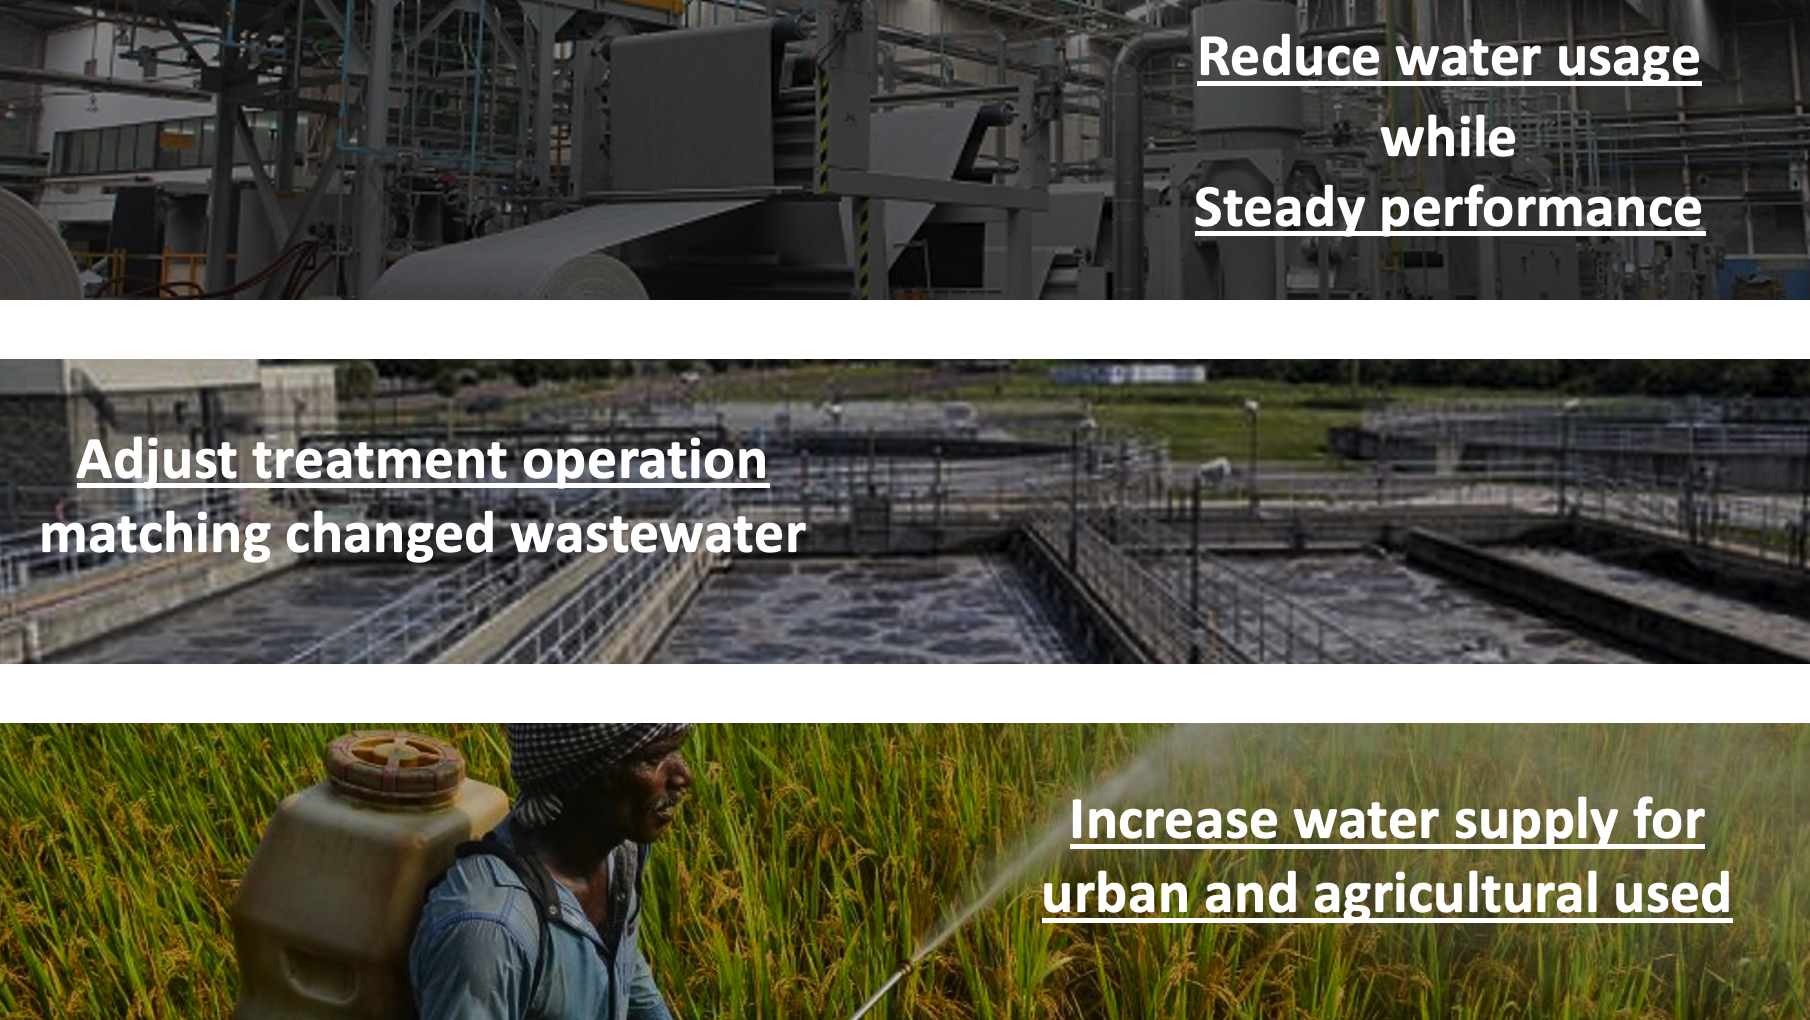 Reduce water usage
while
Steady performance
Adjust treatment operation
matching changed wastewater
Increase water supply for
urban and agricultural used